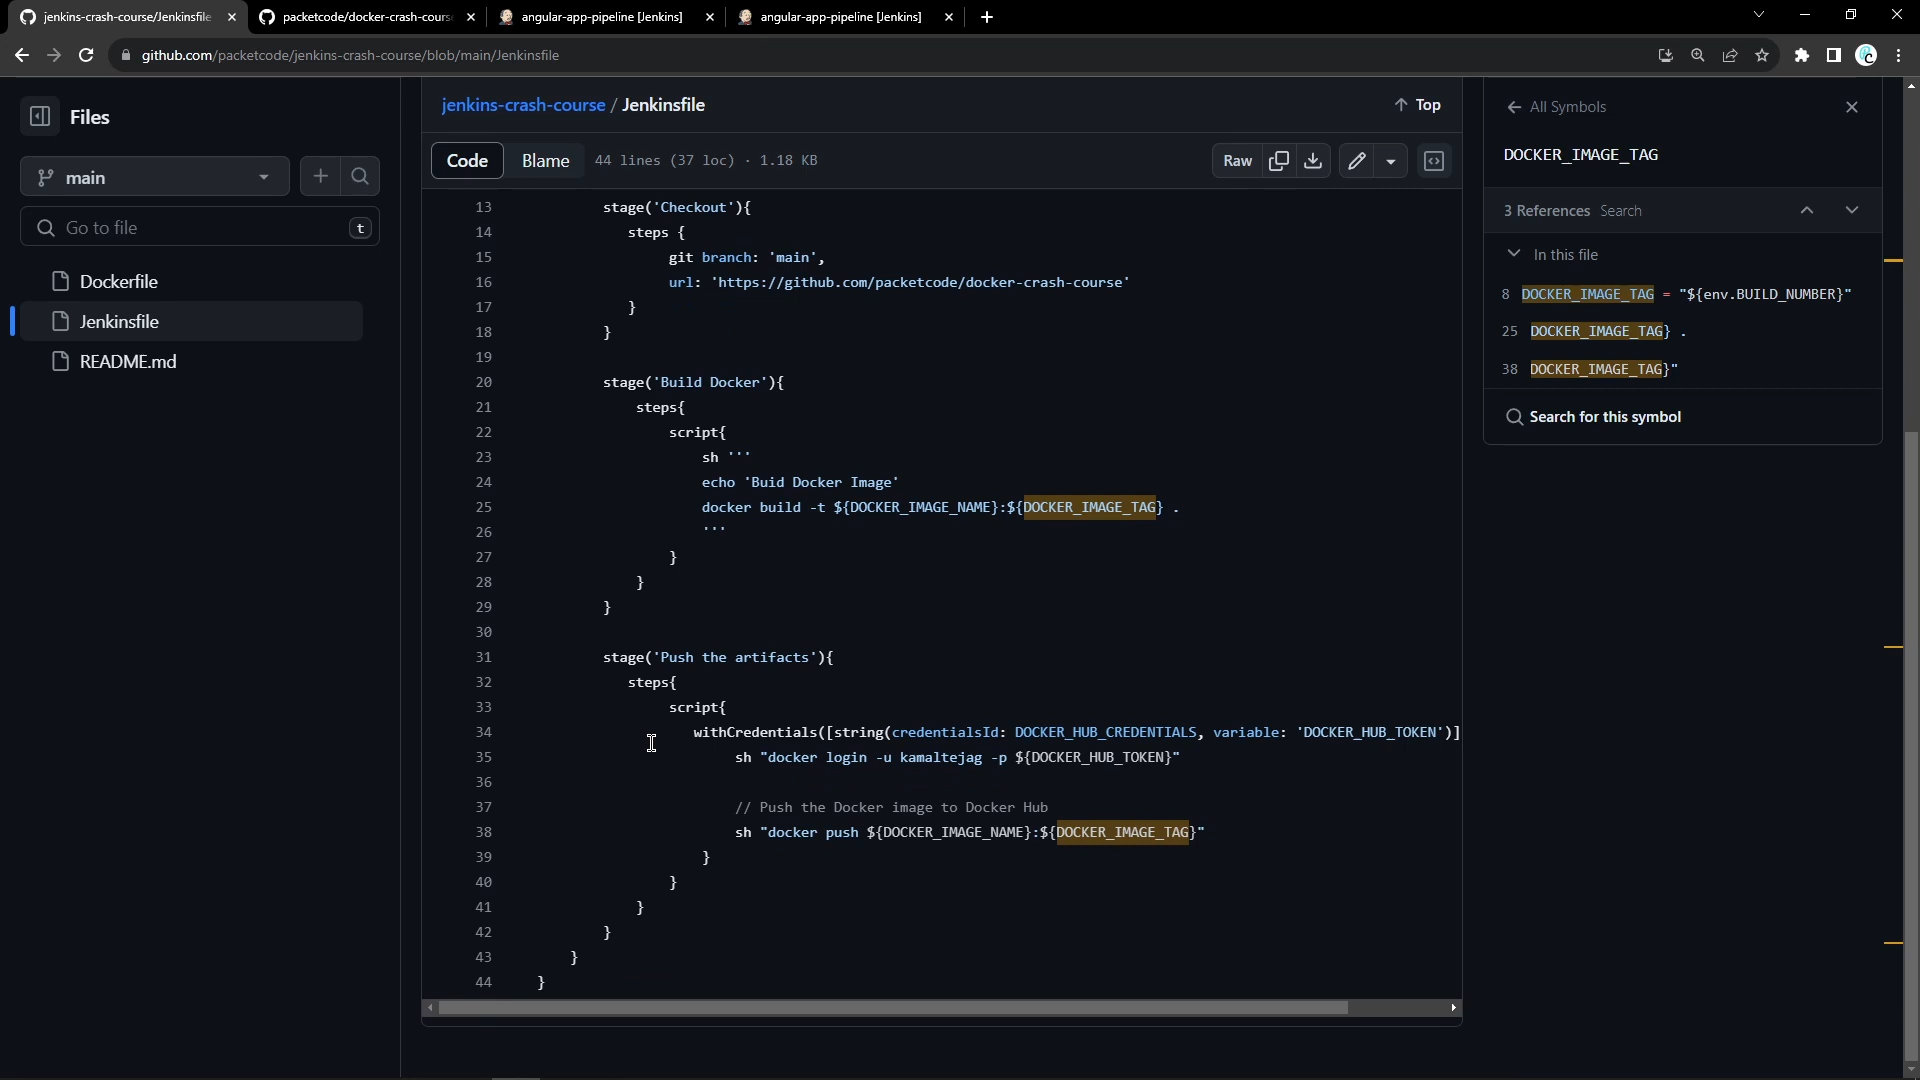 jenkins-crash-course/Jenkinsfile
packetcode/docker-crash-cours
angular-app-pipeline [Jenkins]
angular-app-pipeline [Jenkins]
github.com/packetcode/jenkins-crash-course/blob/main/Jenkinsfile
Files
main
Go to file
t
Dockerfile
Jenkinsfile
README.md
jenkins-crash-course / Jenkinsfile
Top
Code
Blame
44 lines (37 loc) · 1.18 KB
Raw
13 stage('Checkout'){
14 steps {
15 git branch: 'main',
16 url: 'https://github.com/packetcode/docker-crash-course'
17 }
18 }
19
20 stage('Build Docker'){
21 steps{
22 script{
23 sh '''
24 echo 'Buid Docker Image'
25 docker build -t ${DOCKER_IMAGE_NAME}:${DOCKER_IMAGE_TAG} .
26 '''
27 }
28 }
29 }
30
31 stage('Push the artifacts'){
32 steps{
33 script{
34 withCredentials([string(credentialsId: DOCKER_HUB_CREDENTIALS, variable: 'DOCKER_HUB_TOKEN')]
35 sh "docker login -u kamaltejag -p ${DOCKER_HUB_TOKEN}"
36
37 // Push the Docker image to Docker Hub
38 sh "docker push ${DOCKER_IMAGE_NAME}:${DOCKER_IMAGE_TAG}"
39 }
40 }
41 }
42 }
43 }
44 }
All Symbols
DOCKER_IMAGE_TAG
3 References Search
In this file
8 DOCKER_IMAGE_TAG = "${env.BUILD_NUMBER}"
25 DOCKER_IMAGE_TAG} .
38 DOCKER_IMAGE_TAG}"
Search for this symbol